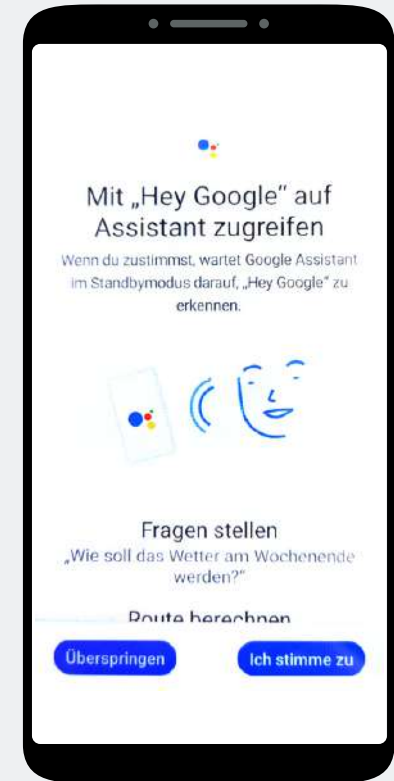 Mit „Hey Google“ auf
Assistant zugreifen
Wenn du zustimmst, wartet Google Assistant
im Standbymodus darauf, „Hey Google“ zu
erkennen.
Fragen stellen
„Wie soll das Wetter am Wochenende
werden?“
Route berechnen
Überspringen
Ich stimme zu